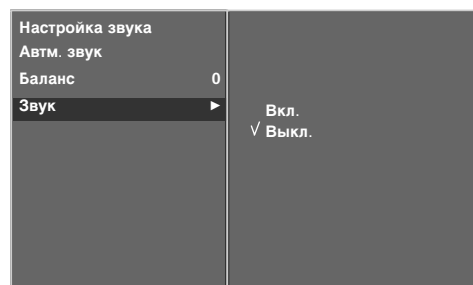 Настройка звука
Автм. звук
Баланс 0
Звук ►
Вкл.
√ Выкл.